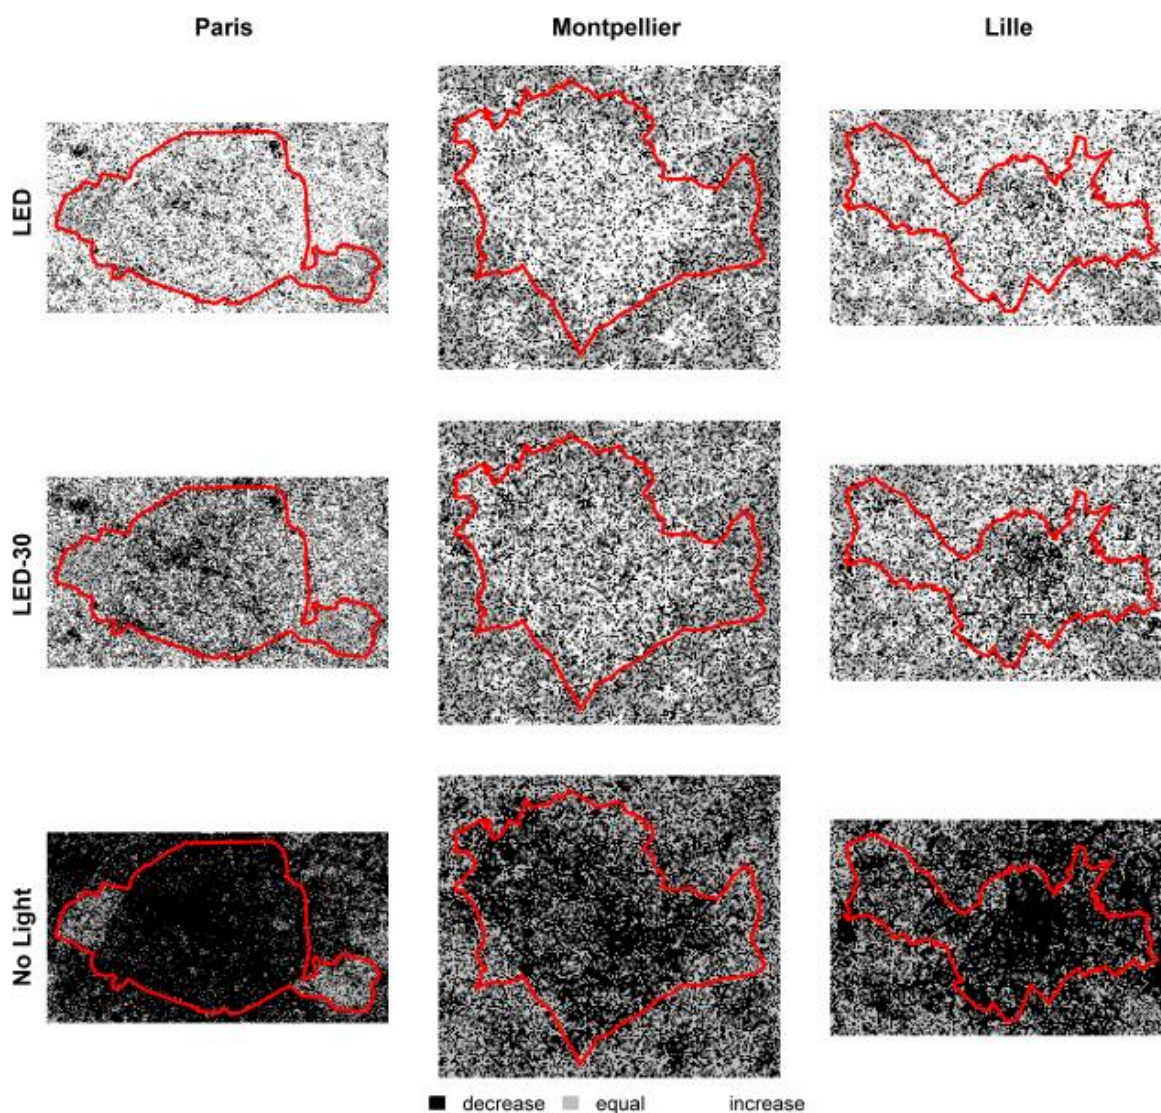 Paris Montpellier Lille
LED
LED-30
No Light
decrease equal increase